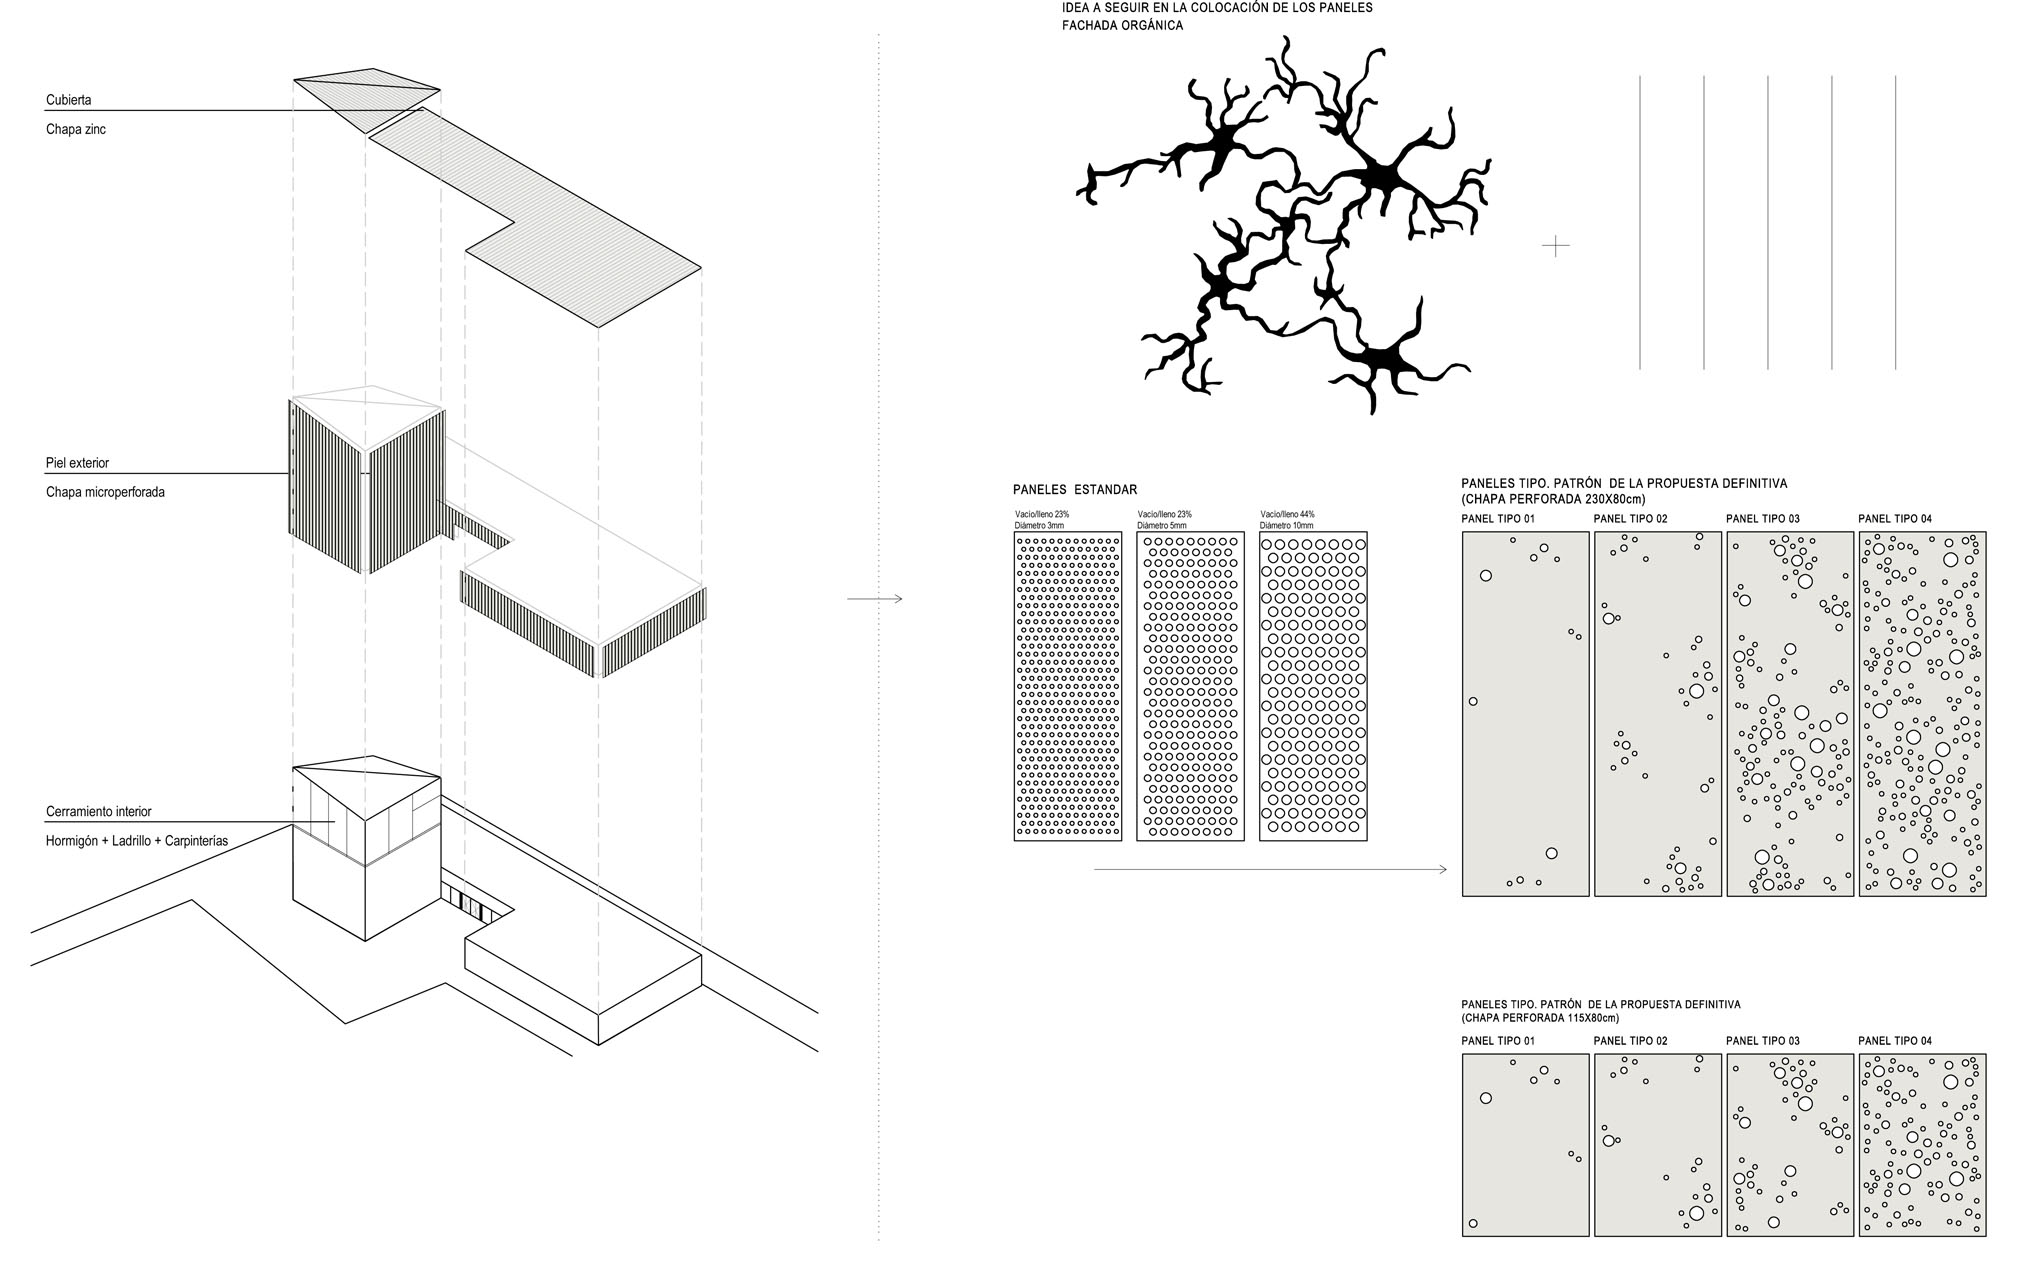 Cubierta
Chapa zinc
Piel exterior
Chapa microperforada
Cerramiento interior
Hormigón + Ladrillo + Carpinterías
IDEA A SEGUIR EN LA COLOCACIÓN DE LOS PANELES
FACHADA ORGÁNICA
PANELES ESTANDAR
Vacio/lleno 23%
Diámetro 3mm
Vacio/lleno 23%
Diámetro 5mm
Vacio/lleno 44%
Diámetro 10mm
PANELES TIPO. PATRÓN DE LA PROPUESTA DEFINITIVA
(CHAPA PERFORADA 230X80cm)
PANEL TIPO 01
PANEL TIPO 02
PANEL TIPO 03
PANEL TIPO 04
PANELES TIPO. PATRÓN DE LA PROPUESTA DEFINITIVA
(CHAPA PERFORADA 115X80cm)
PANEL TIPO 01
PANEL TIPO 02
PANEL TIPO 03
PANEL TIPO 04